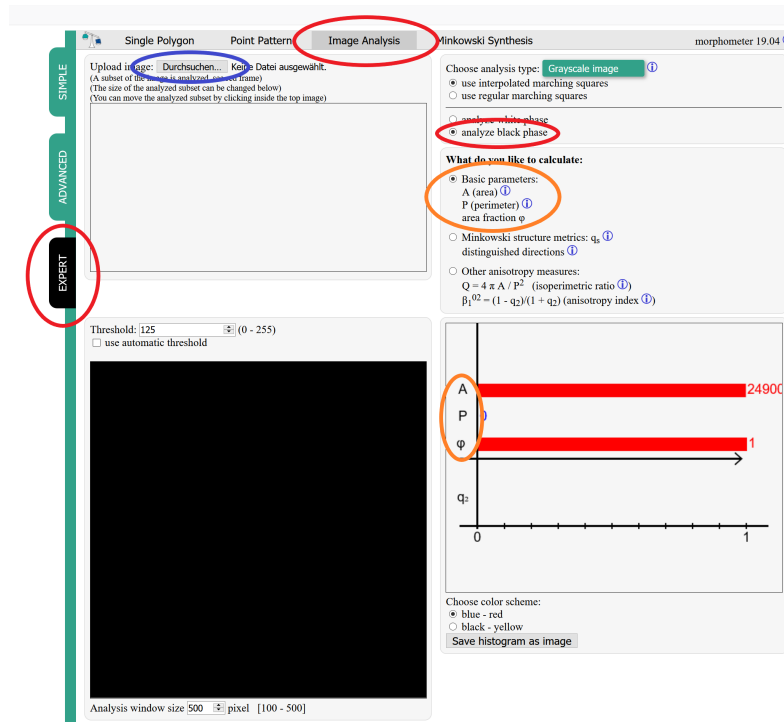 Single Polygon Point Pattern Image Analysis Minkowski Synthesis morphometer 19.04
SIMPLE
ADVANCED
EXPERT
Upload image: Durchsuchen... Keine Datei ausgewählt.
(A subset of the image is analyzed, second frame)
(The size of the analyzed subset can be changed below)
(You can move the analyzed subset by clicking inside the top image)
Choose analysis type: Grayscale image i
use interpolated marching squares
use regular marching squares
analyze white phase
analyze black phase
What do you like to calculate:
Basic parameters:
A (area) i
P (perimeter) i
area fraction φ
Minkowski structure metrics: qₛ i
distinguished directions i
Other anisotropy measures:
Q = 4 π A / P² (isoperimetric ratio i)
β₁⁰² = (1 - q₂)/(1 + q₂) (anisotropy index i)
Threshold: 125 (0 - 255)
use automatic threshold
Analysis window size 500 pixel [100 - 500]
A 24900
P 0
φ 1
q₂
0 1
Choose color scheme:
blue - red
black - yellow
Save histogram as image